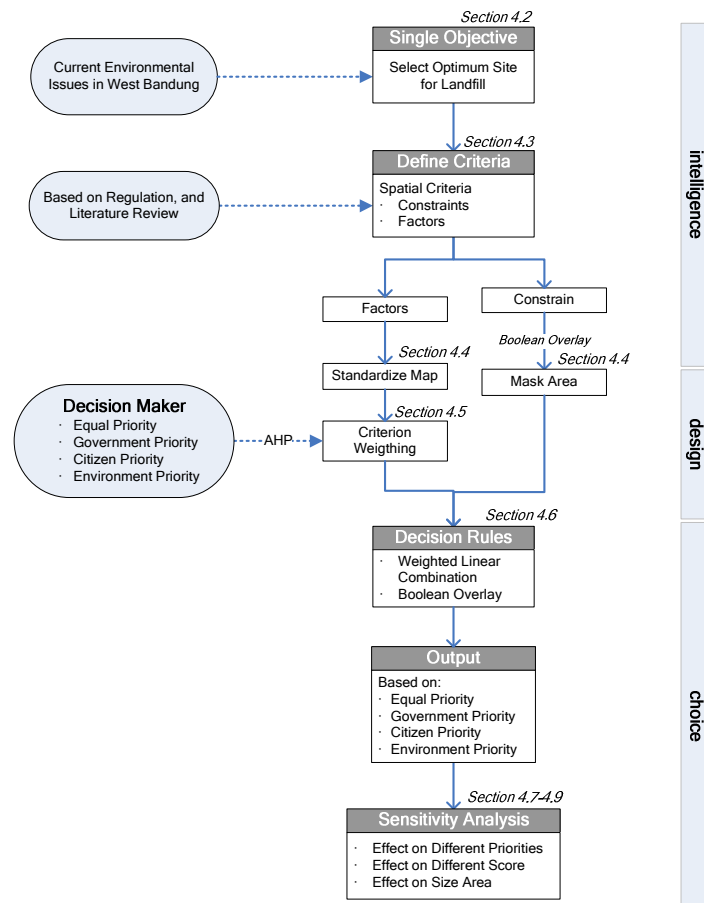 Section 4.2
Single Objective
Select Optimum Site
for Landfill
Current Environmental
Issues in West Bandung
Section 4.3
Define Criteria
Spatial Criteria
· Constraints
· Factors
Based on Regulation, and
Literature Review
intelligence
Factors
Constrain
Boolean Overlay
Section 4.4
Section 4.4
Standardize Map
Mask Area
Decision Maker
· Equal Priority
· Government Priority
· Citizen Priority
· Environment Priority
AHP
Section 4.5
Criterion
Weigthing
design
Section 4.6
Decision Rules
· Weighted Linear
Combination
· Boolean Overlay
Output
Based on:
· Equal Priority
· Government Priority
· Citizen Priority
· Environment Priority
choice
Section 4.7-4.9
Sensitivity Analysis
· Effect on Different Priorities
· Effect on Different Score
· Effect on Size Area